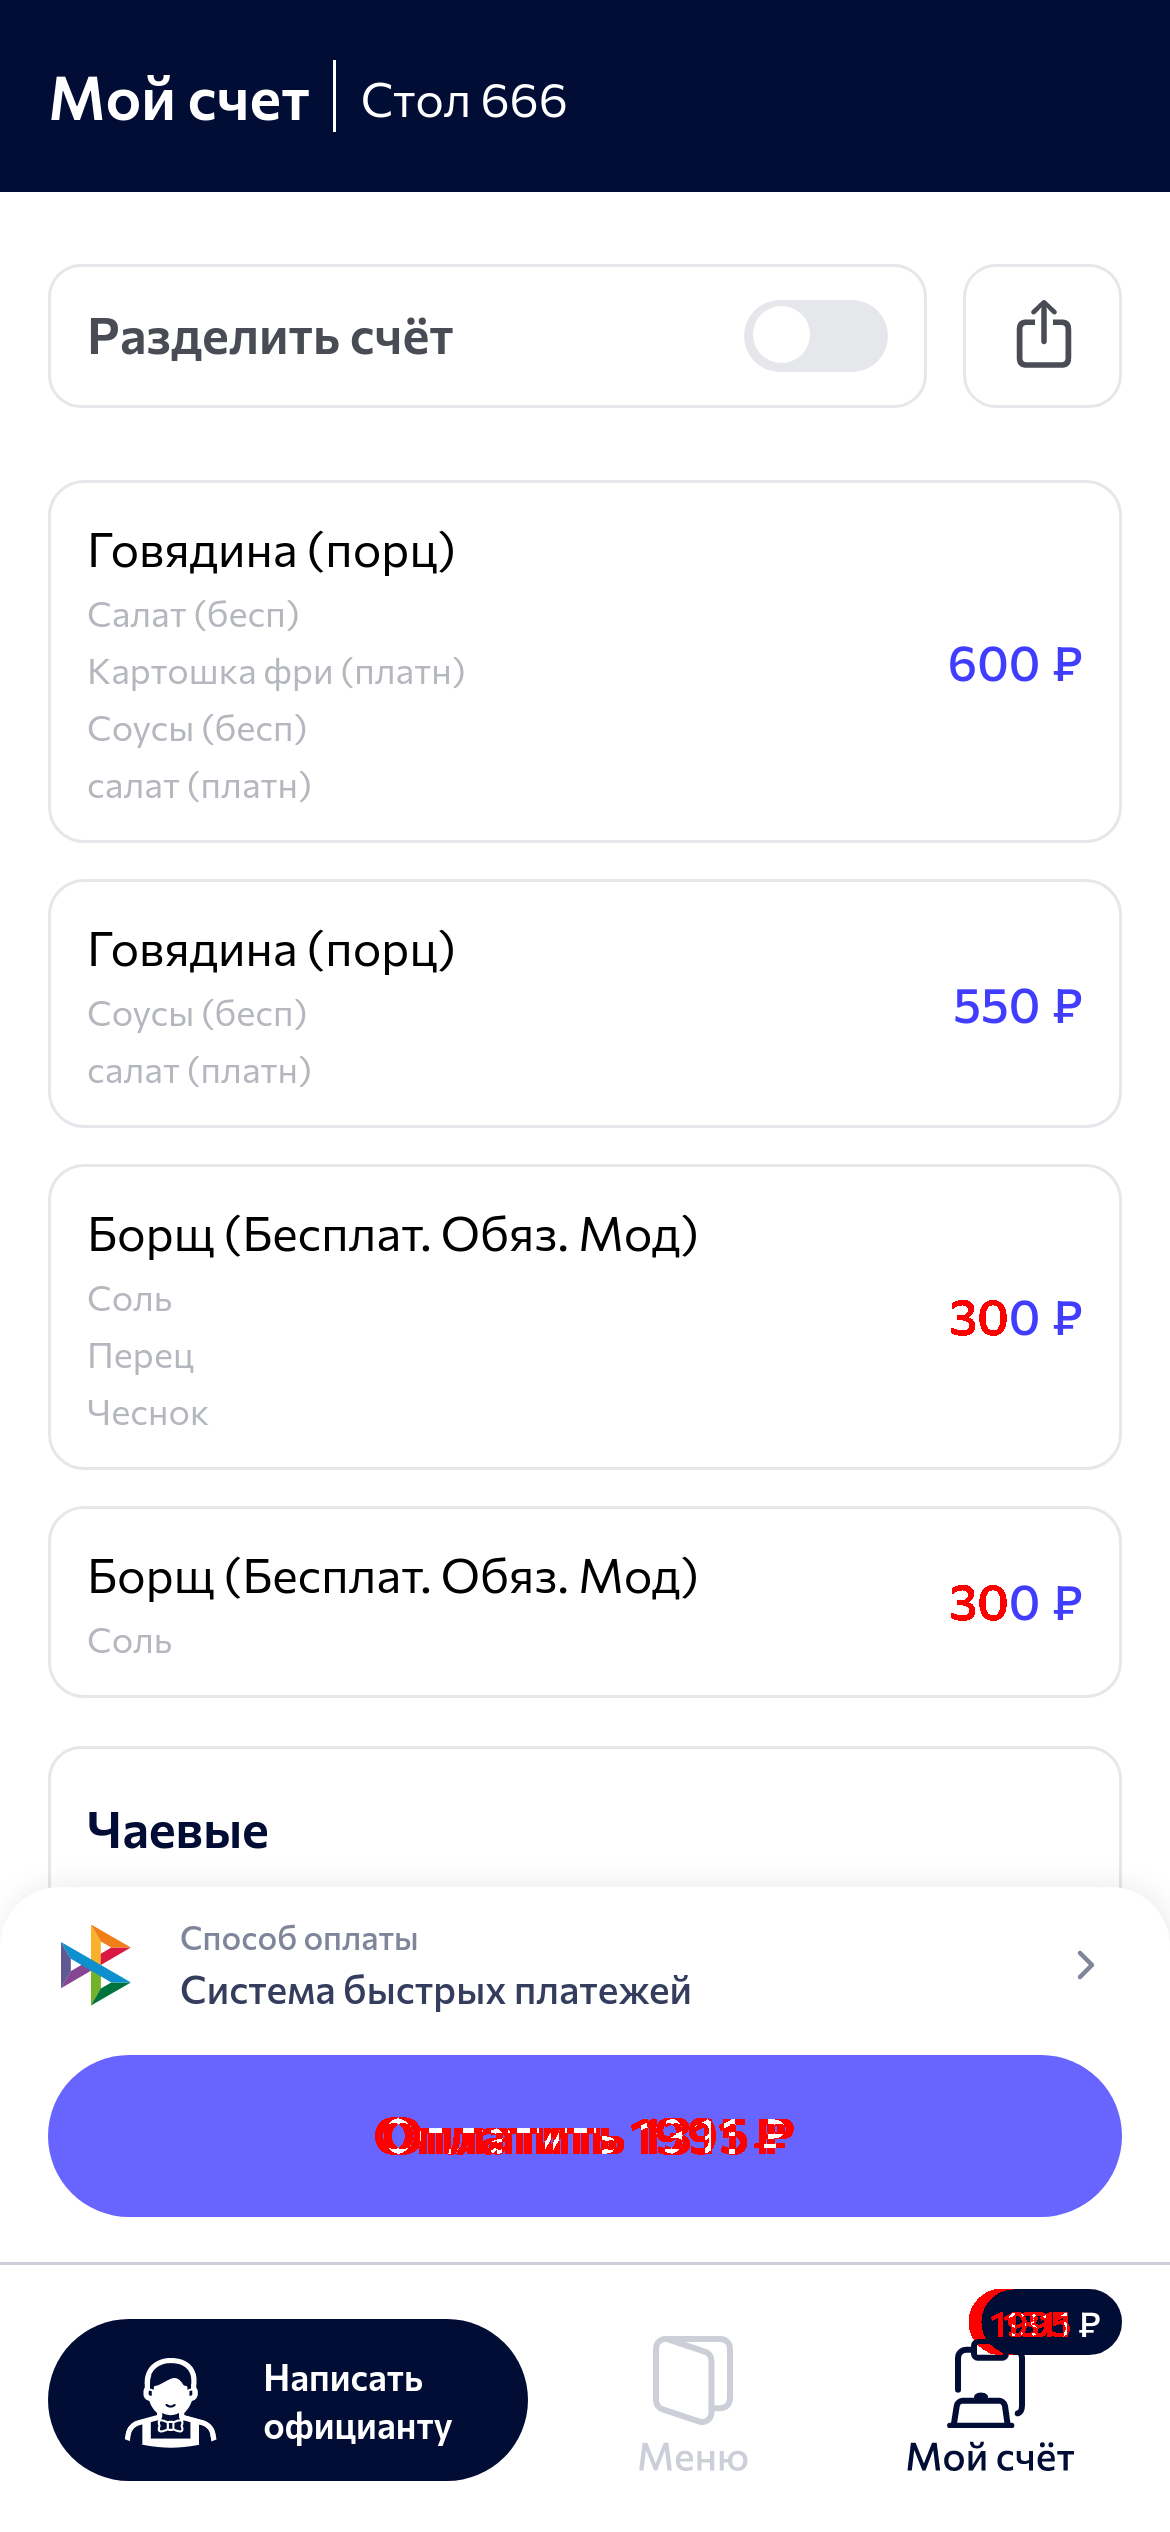 Мой счет
Стол 666
Разделить счёт
Говядина (порц)
Салат (бесп)
Картошка фри (платн)
Соусы (бесп)
салат (платн)
600 ₽
Говядина (порц)
Соусы (бесп)
салат (платн)
550 ₽
Борщ (Бесплат. Обяз. Мод)
Соль
Перец
Чеснок
300 ₽
Борщ (Бесплат. Обяз. Мод)
Соль
300 ₽
Чаевые
Способ оплаты
Система быстрых платежей
Оплатить ₽
₽
Написать
официанту
Меню
Мой счёт